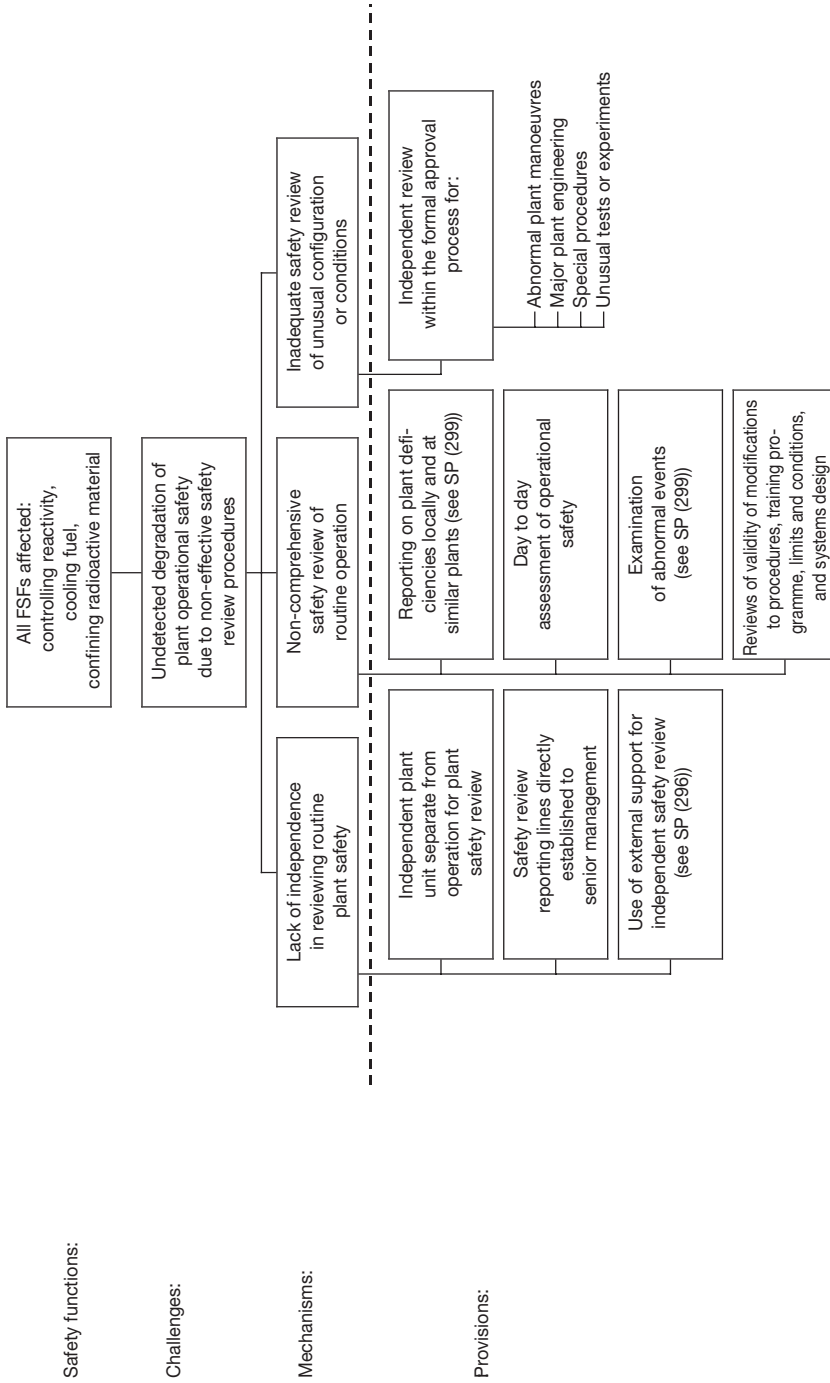 Safety functions:
All FSFs affected:
controlling reactivity,
cooling fuel,
confining radioactive material
Challenges:
Undetected degradation of
plant operational safety
due to non-effective safety
review procedures
Mechanisms:
Lack of independence
in reviewing routine
plant safety
Non-comprehensive
safety review of
routine operation
Inadequate safety review
of unusual configuration
or conditions
Provisions:
Independent plant
unit separate from
operation for plant
safety review
Safety review
reporting lines directly
established to
senior management
Use of external support for
independent safety review
(see SP (296))
Reporting on plant defi-
ciencies locally and at
similar plants (see SP (299))
Day to day
assessment of operational
safety
Examination
of abnormal events
(see SP (299))
Reviews of validity of modifications
to procedures, training pro-
gramme, limits and conditions,
and systems design
Independent review
within the formal approval
process for:
Abnormal plant manoeuvres
Major plant engineering
Special procedures
Unusual tests or experiments